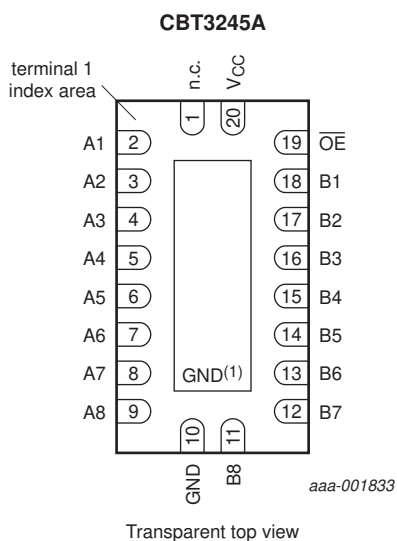 CBT3245A
terminal 1
index area
n.c.
VCC
1
20
A1 2 19 OE
A2 3 18 B1
A3 4 17 B2
A4 5 16 B3
A5 6 15 B4
A6 7 14 B5
A7 8 13 B6
GND(1)
A8 9 12 B7
10
11
GND
B8
aaa-001833
Transparent top view